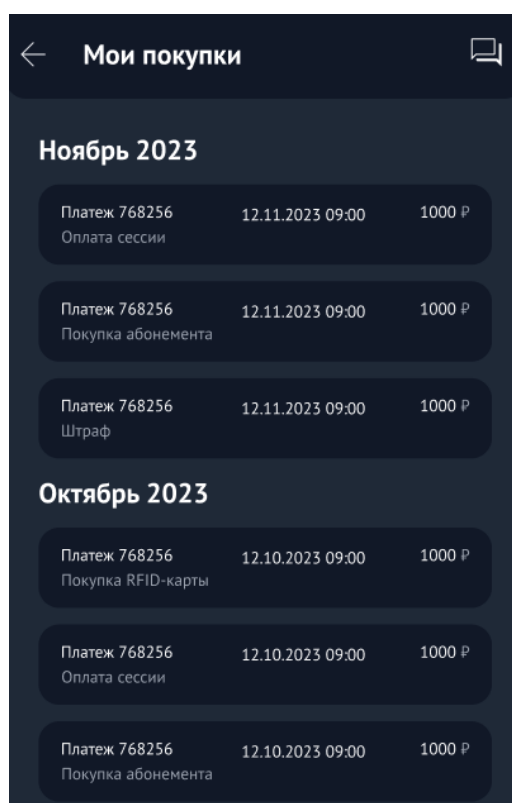 Мои покупки
Ноябрь 2023
Платеж 768256 12.11.2023 09:00 1000 ₽
Оплата сессии
Платеж 768256 12.11.2023 09:00 1000 ₽
Покупка абонемента
Платеж 768256 12.11.2023 09:00 1000 ₽
Штраф
Октябрь 2023
Платеж 768256 12.10.2023 09:00 1000 ₽
Покупка RFID-карты
Платеж 768256 12.10.2023 09:00 1000 ₽
Оплата сессии
Платеж 768256 12.10.2023 09:00 1000 ₽
Покупка абонемента